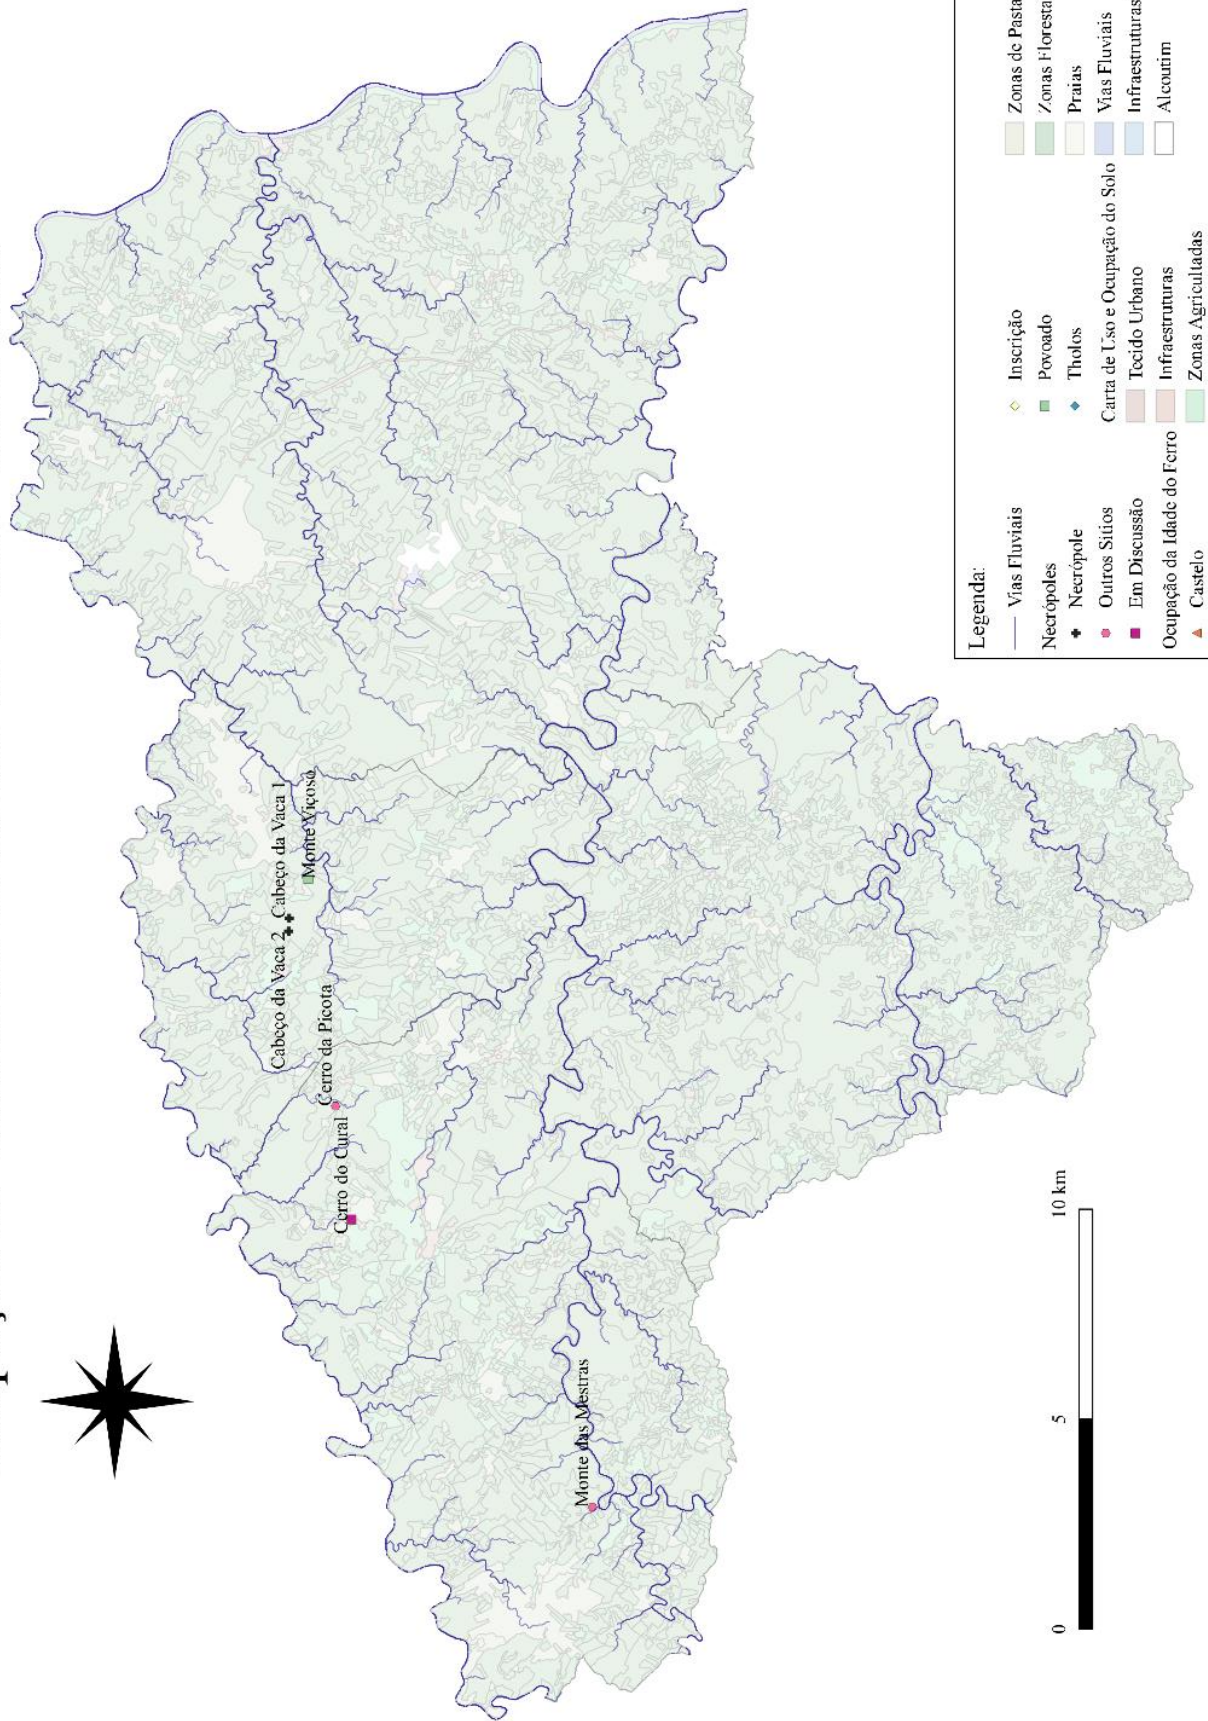 Cabeço da Vaca 2
Cabeço da Vaca 1
Monte Viçoso
Cerro da Picota
Cerro do Cural
Monte das Mestras
0
5
10 km
Legenda:
Vias Fluviais
Necrópoles
Necrópole
Outros Sitios
Em Discussão
Ocupação da Idade do Ferro
Castelo
Inscrição
Povoado
Tholos
Carta de Uso e Ocupação do Solo
Tecido Urbano
Infraestruturas
Zonas Agricultadas
Zonas de Pasta
Zonas Floresta
Praias
Vias Fluviais
Infraestruturas
Alcoutim